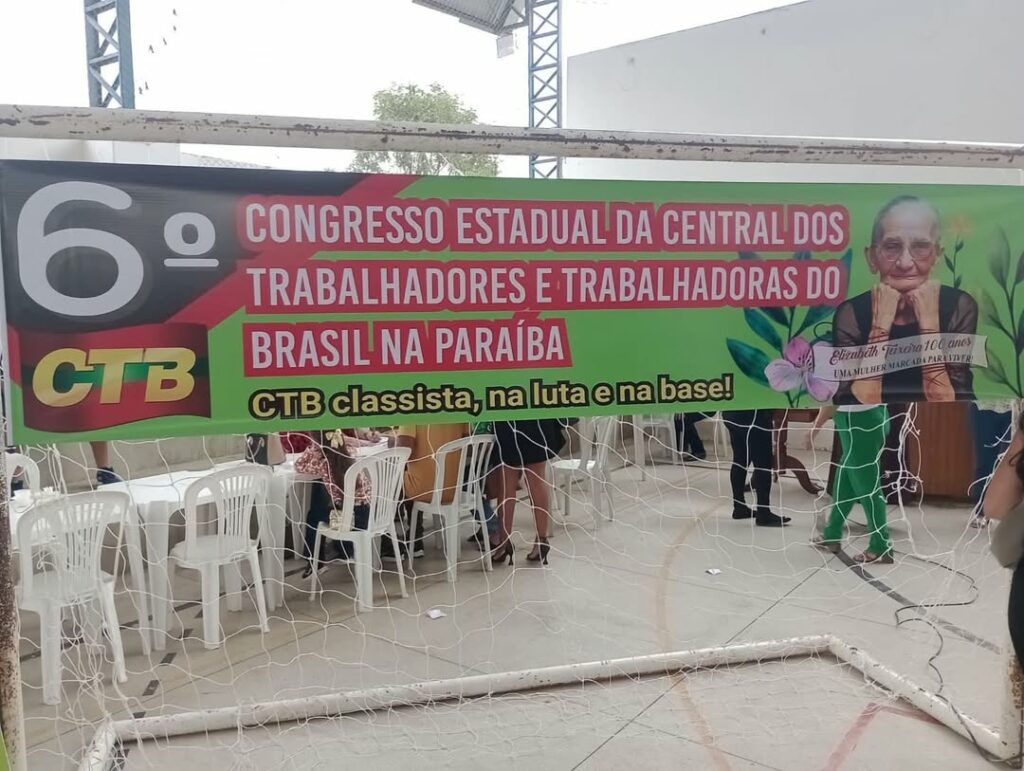 6º
CONGRESSO ESTADUAL DA CENTRAL DOS
TRABALHADORES E TRABALHADORAS DO
BRASIL NA PARAÍBA
CTB
CTB classista, na luta e na base!
Elizabeth Teixeira 100 anos
UMA MULHER MARCADA PARA VIVER!